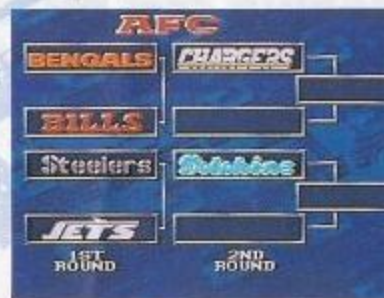 AFC
BENGALS
CHARGERS
BILLS
Steelers
Dolphins
JETS
1ST ROUND
2ND ROUND